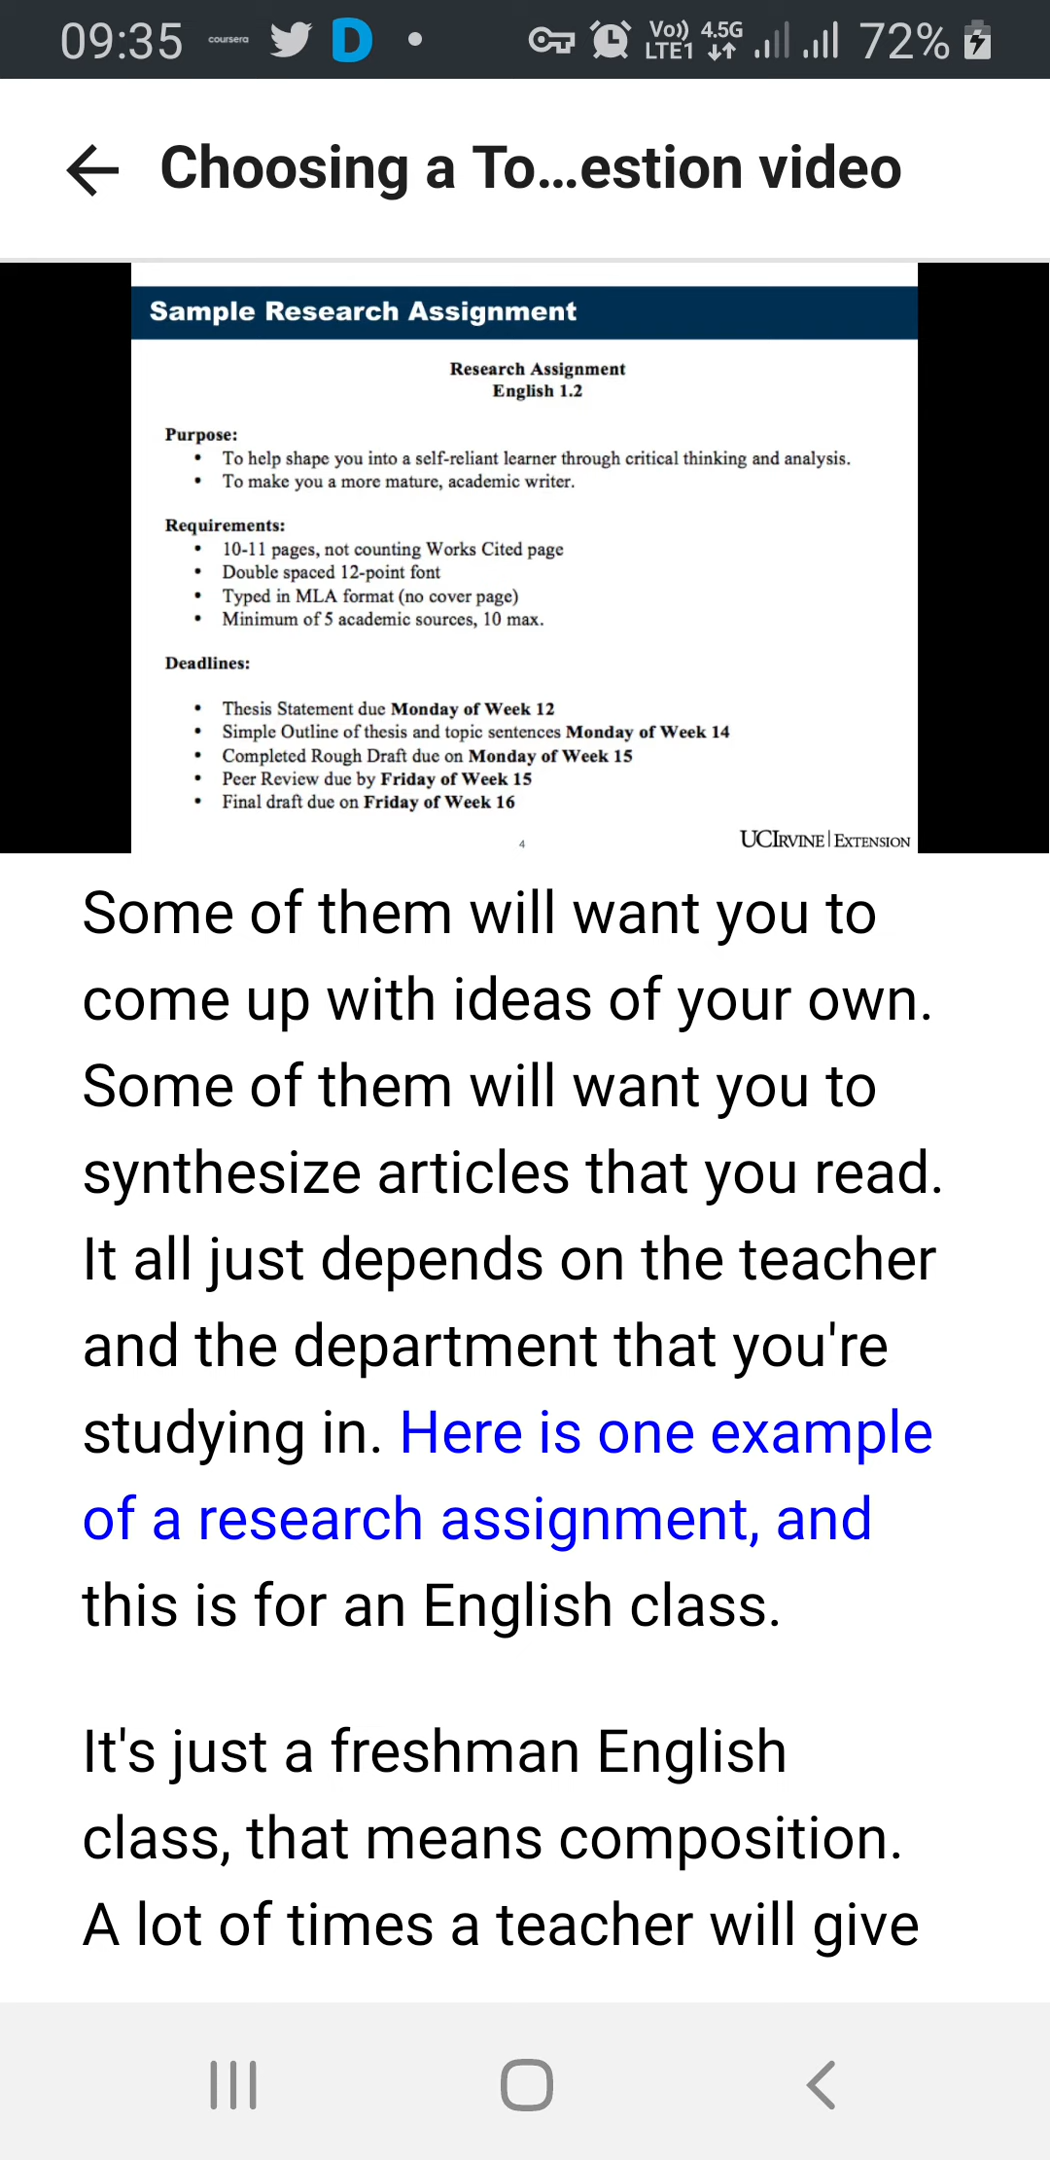 09:35 coursera D Vo)) LTE1 4.5G 72%
Choosing a To...estion video
Sample Research Assignment
Research Assignment
English 1.2
Purpose:
• To help shape you into a self-reliant learner through critical thinking and analysis.
• To make you a more mature, academic writer.
Requirements:
• 10-11 pages, not counting Works Cited page
• Double spaced 12-point font
• Typed in MLA format (no cover page)
• Minimum of 5 academic sources, 10 max.
Deadlines:
• Thesis Statement due Monday of Week 12
• Simple Outline of thesis and topic sentences Monday of Week 14
• Completed Rough Draft due on Monday of Week 15
• Peer Review due by Friday of Week 15
• Final draft due on Friday of Week 16
4
UCIRVINE | EXTENSION
Some of them will want you to
come up with ideas of your own.
Some of them will want you to
synthesize articles that you read.
It all just depends on the teacher
and the department that you're
studying in. Here is one example
of a research assignment, and
this is for an English class.
It's just a freshman English
class, that means composition.
A lot of times a teacher will give